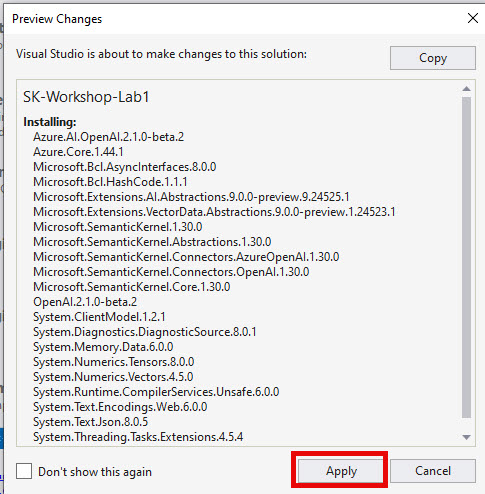 Preview Changes
Visual Studio is about to make changes to this solution:
Copy
SK-Workshop-Lab1
Installing:
Azure.AI.OpenAI.2.1.0-beta.2
Azure.Core.1.44.1
Microsoft.Bcl.AsyncInterfaces.8.0.0
Microsoft.Bcl.HashCode.1.1.1
Microsoft.Extensions.AI.Abstractions.9.0.0-preview.9.24525.1
Microsoft.Extensions.VectorData.Abstractions.9.0.0-preview.1.24523.1
Microsoft.SemanticKernel.1.30.0
Microsoft.SemanticKernel.Abstractions.1.30.0
Microsoft.SemanticKernel.Connectors.AzureOpenAI.1.30.0
Microsoft.SemanticKernel.Connectors.OpenAI.1.30.0
Microsoft.SemanticKernel.Core.1.30.0
OpenAI.2.1.0-beta.2
System.ClientModel.1.2.1
System.Diagnostics.DiagnosticSource.8.0.1
System.Memory.Data.6.0.0
System.Numerics.Tensors.8.0.0
System.Numerics.Vectors.4.5.0
System.Runtime.CompilerServices.Unsafe.6.0.0
System.Text.Encodings.Web.6.0.0
System.Text.Json.8.0.5
System.Threading.Tasks.Extensions.4.5.4
Don't show this again
Apply
Cancel